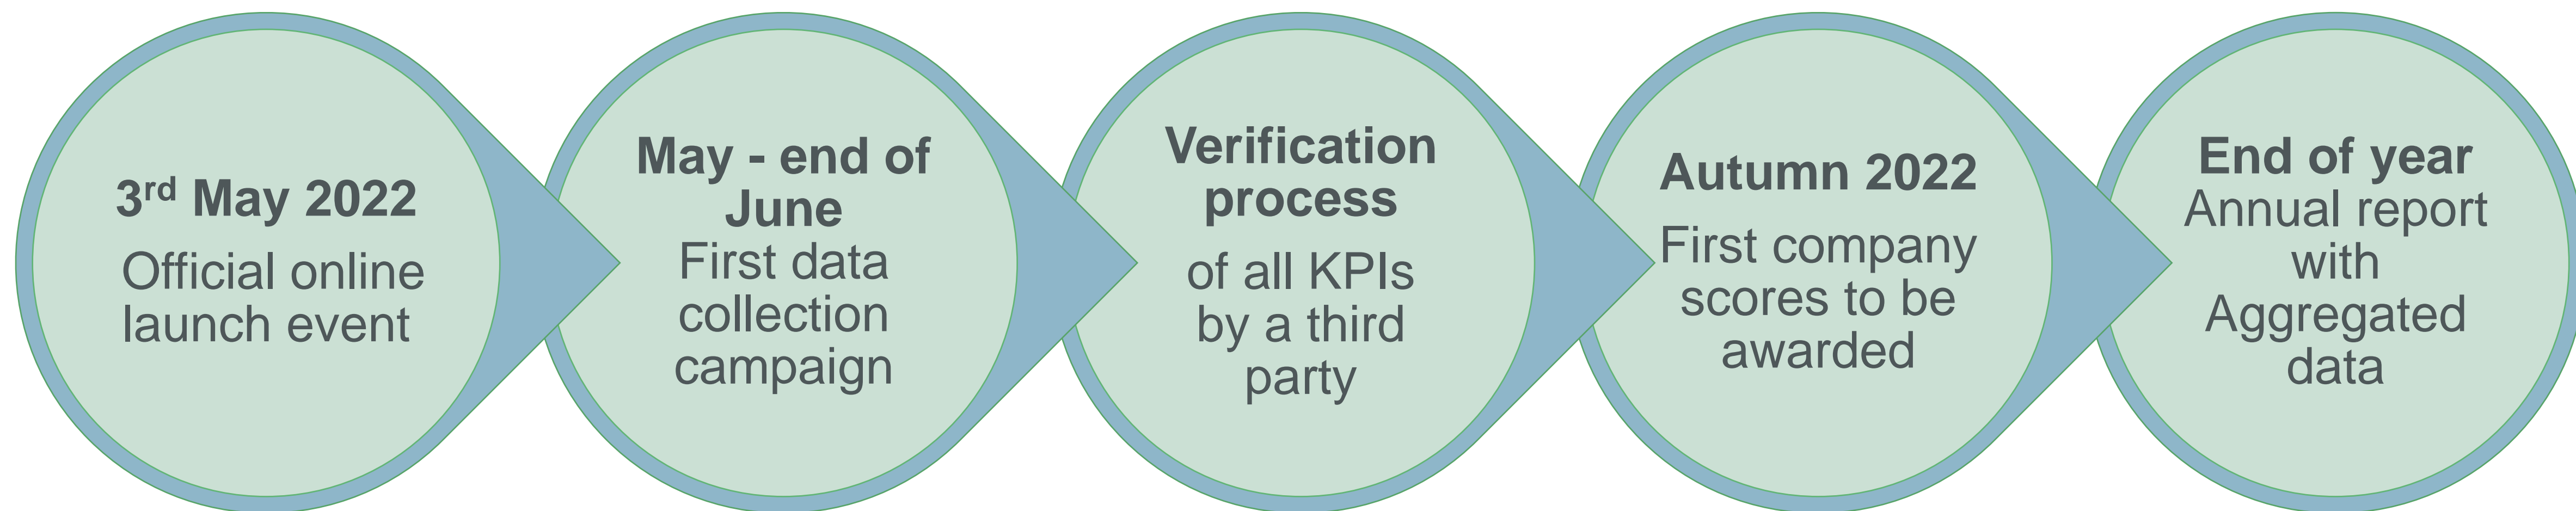 3rd May 2022
Official online
launch event
May - end of
June
First data
collection
campaign
Verification
process
of all KPIs
by a third
party
Autumn 2022
First company
scores to be
awarded
End of year
Annual report
with
Aggregated
data